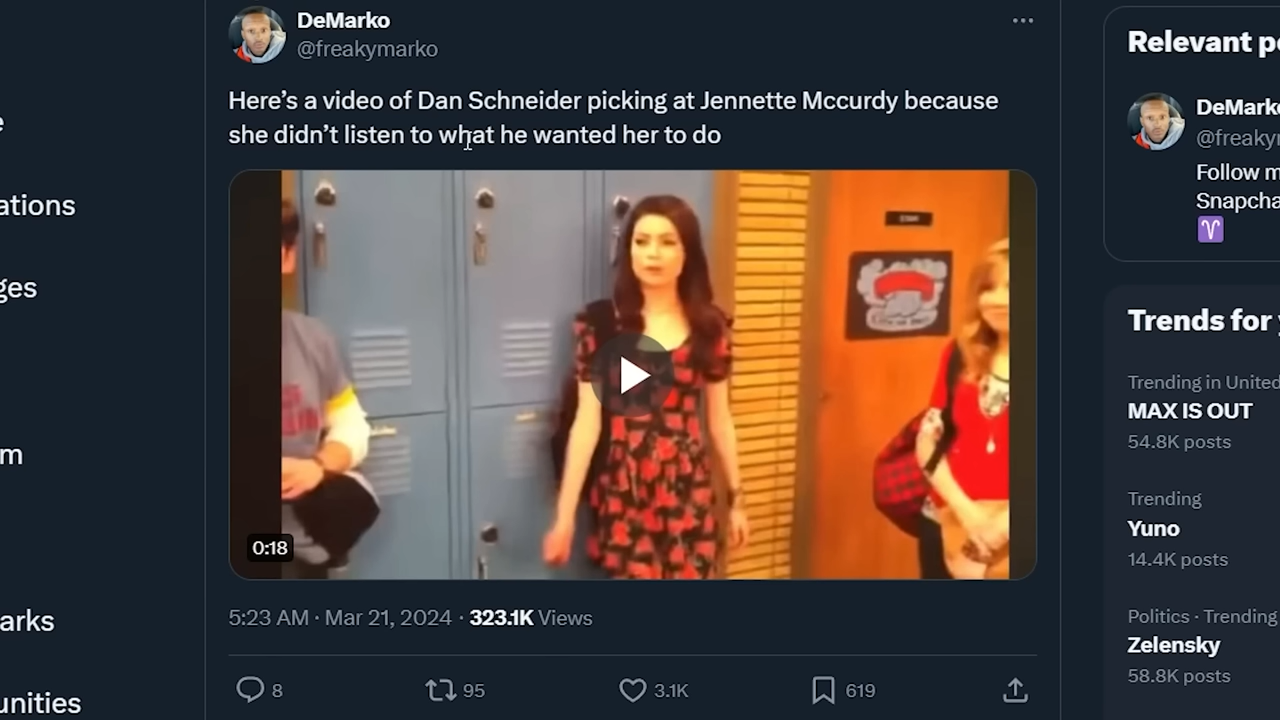 DeMarko
@freakymarko
Here's a video of Dan Schneider picking at Jennette Mccurdy because
she didn't listen to what he wanted her to do
0:18
5:23 AM · Mar 21, 2024 · 323.1K Views
8
95
3.1K
619
e
ations
ges
m
arks
unities
Relevant pe
DeMarko
@freakyr
Follow m
Snapcha
Trends for y
Trending in United
MAX IS OUT
54.8K posts
Trending
Yuno
14.4K posts
Politics · Trending
Zelensky
58.8K posts